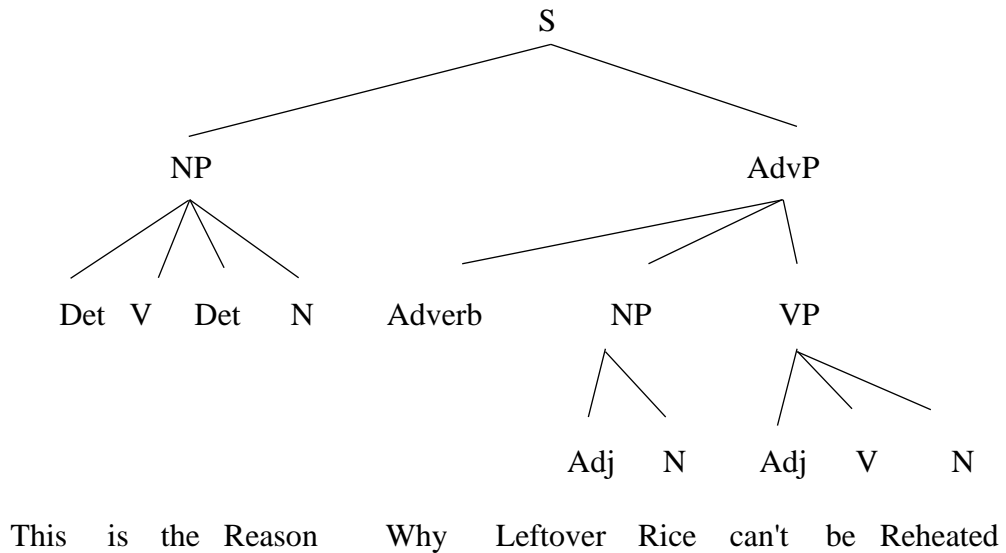 S
NP AdvP
Det V Det N Adverb NP VP
Adj N Adj V N
This is the Reason Why Leftover Rice can't be Reheated